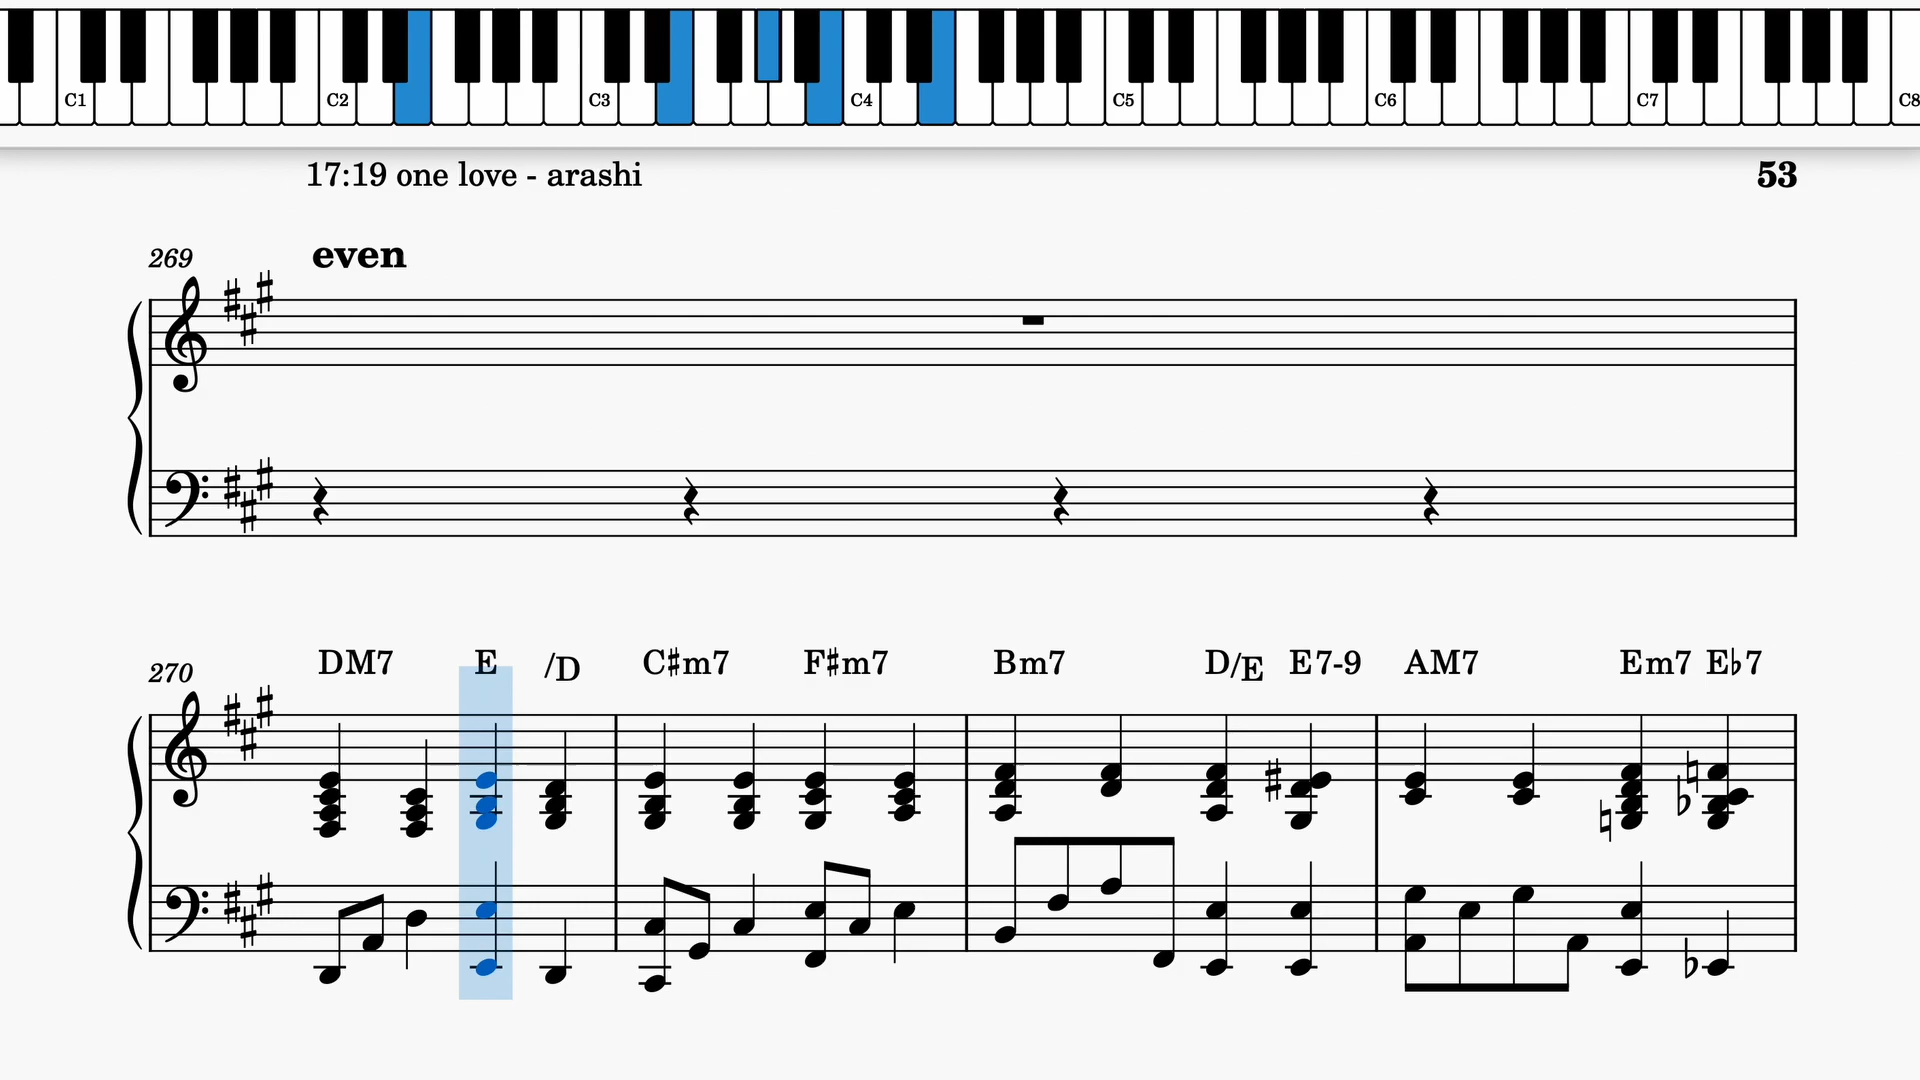 C1 C2 C3 C4 C5 C6 C7 C8
17:19 one love - arashi 53
269 even
270 DM7 E /D C♯m7 F♯m7 Bm7 D/E E7-9 AM7 Em7 E♭7